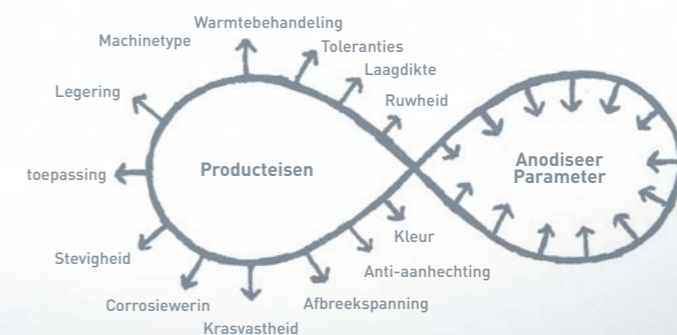 Warmtebehandeling
Machinetype
Toleranties
Laagdikte
Legering
Ruwheid
toepassing
Producteisen
Anodiseer
Parameter
Stevigheid
Kleur
Anti-aanhechting
Corrosiewerin
Afbreekspanning
Krasvastheid